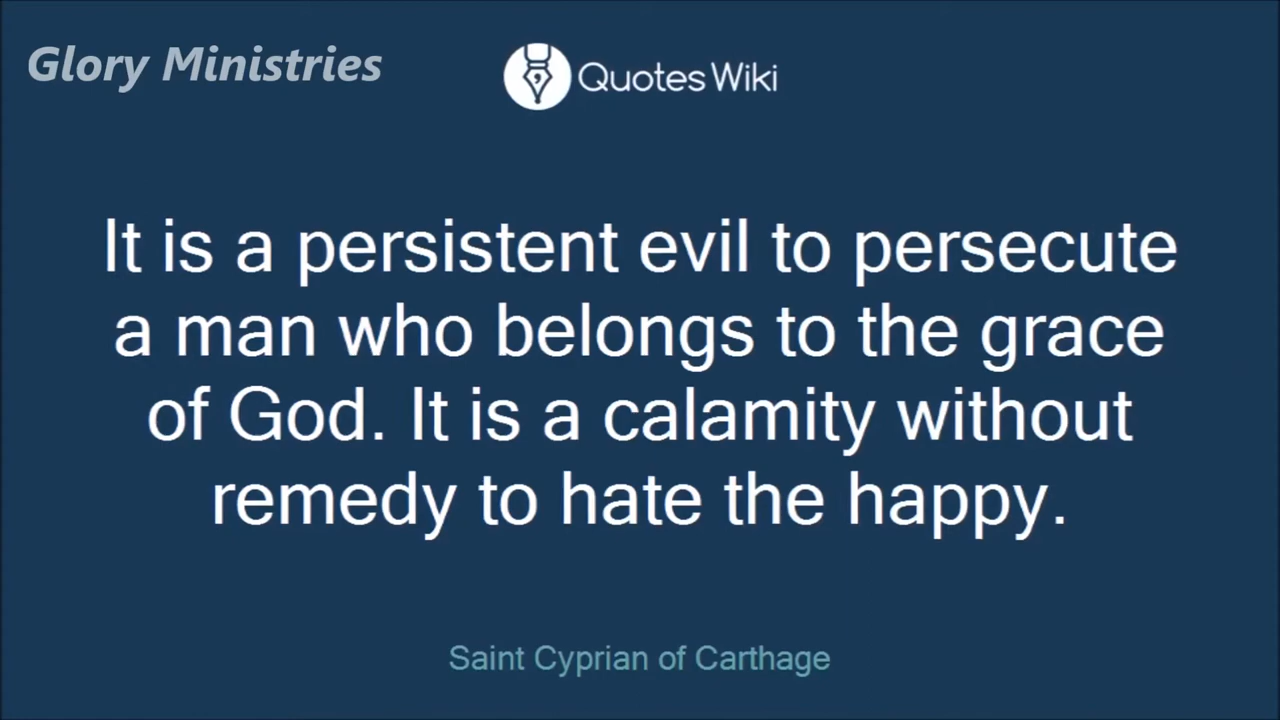 Glory Ministries
Quotes Wiki
It is a persistent evil to persecute
a man who belongs to the grace
of God. It is a calamity without
remedy to hate the happy.
Saint Cyprian of Carthage